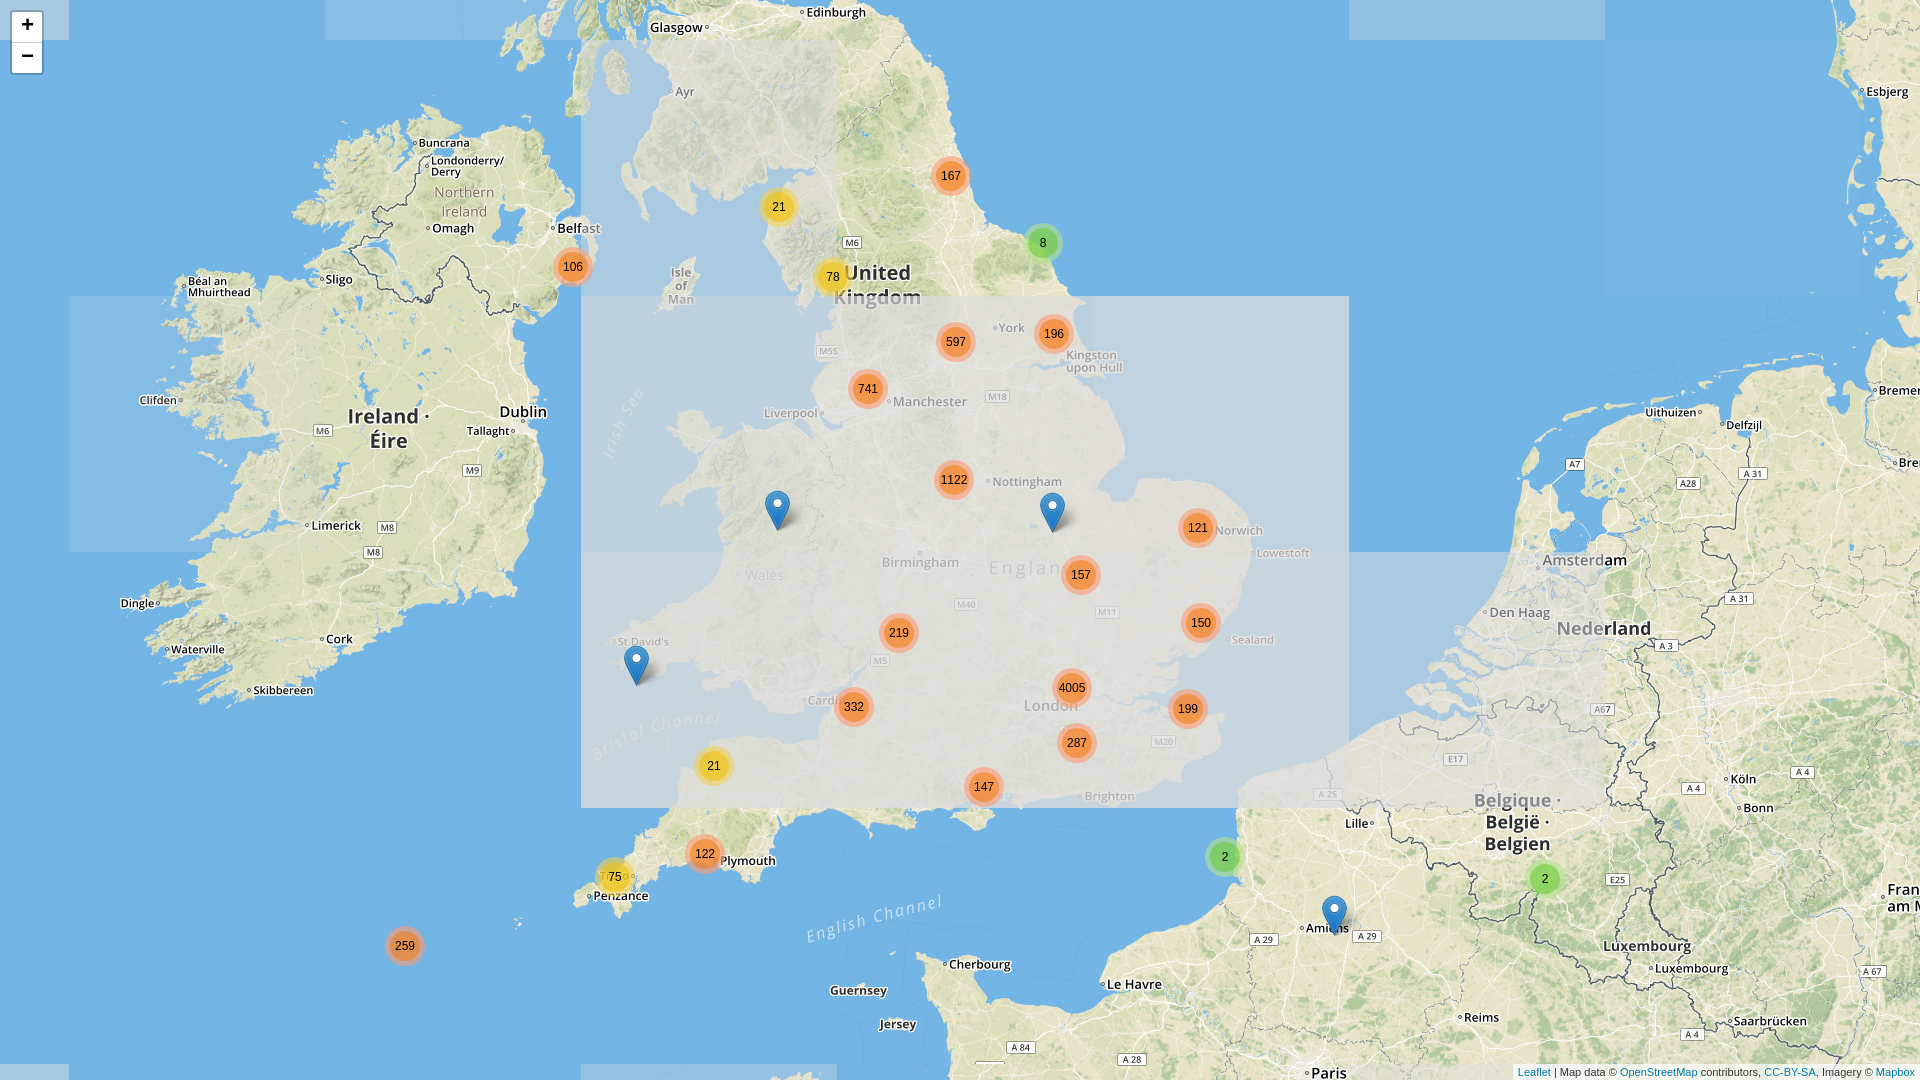 +
−
Edinburgh
Glasgow
Ayr
Esbjerg
Buncrana
Londonderry/
Derry
Northern
Ireland
Omagh
Belfast
167
21
M6
8
106
78
United
Kingdom
Isle
of
Man
Sligo
Béal an
Mhuirthead
York
196
597
M55
Kingston
upon Hull
741
Manchester
M18
Liverpool
Irish Sea
Clifden
Ireland ·
Éire
Dublin
Tallaght
M6
M9
Uithuizen
Delfzijl
Bremer
A7
A 31
A28
Bre
1122
Nottingham
Limerick
M8
M8
121
Norwich
Lowestoft
Birmingham
Wales
Englan
157
Amsterdam
A 31
Den Haag
Nederland
A 3
Dingle
Cork
Waterville
Skibbereen
M40
M11
219
150
Sealand
St David's
M5
4005
London
199
Cardi
332
287
M20
A67
Bristol Channel
E17
21
147
Brighton
A 25
Köln
A 4
A 4
Bonn
Belgique ·
België ·
Belgien
Lille
122
Plymouth
75
Penzance
2
2
E25
Fran
am M
259
English Channel
Amiens
A 29
A 29
Luxembourg
Luxembourg
A 67
Cherbourg
Guernsey
Le Havre
Jersey
Reims
Saarbrücken
A 84
A 28
A 4
Paris
Leaflet | Map data © OpenStreetMap contributors, CC-BY-SA, Imagery © Mapbox